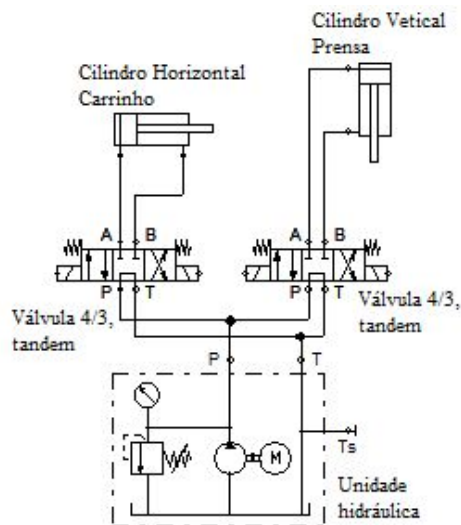 Cilindro Vetical
Prensa
Cilindro Horizontal
Carrinho
A B
A B
P T
P T
Válvula 4/3,
tandem
Válvula 4/3,
tandem
P T
M
Ts
Unidade
hidráulica